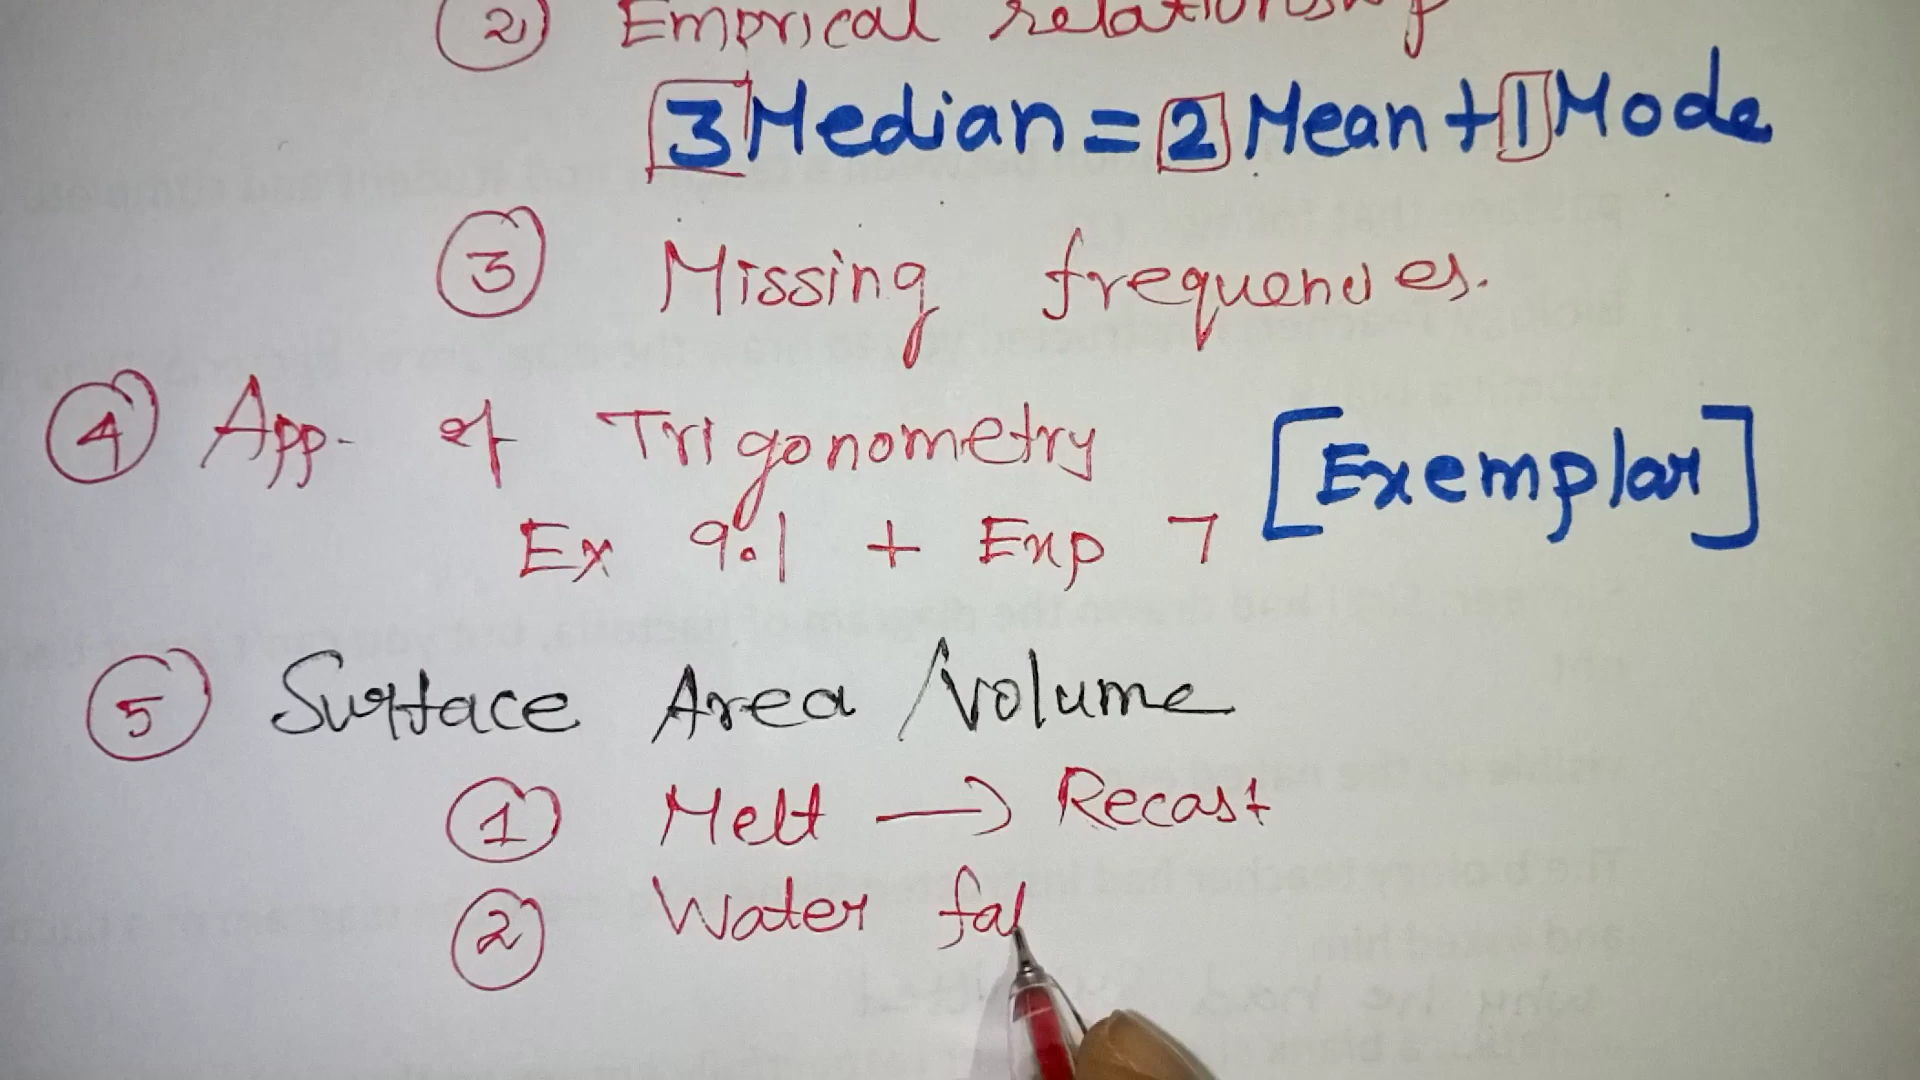 ② Emprical relationship
3 Median = 2 Mean + 1 Mode
③ Missing frequencies.
④ App. of Trigonometry [Exemplar]
Ex 9.1 + Exp 7
⑤ Surface Area / Volume
① Melt → Recast
② Water fal